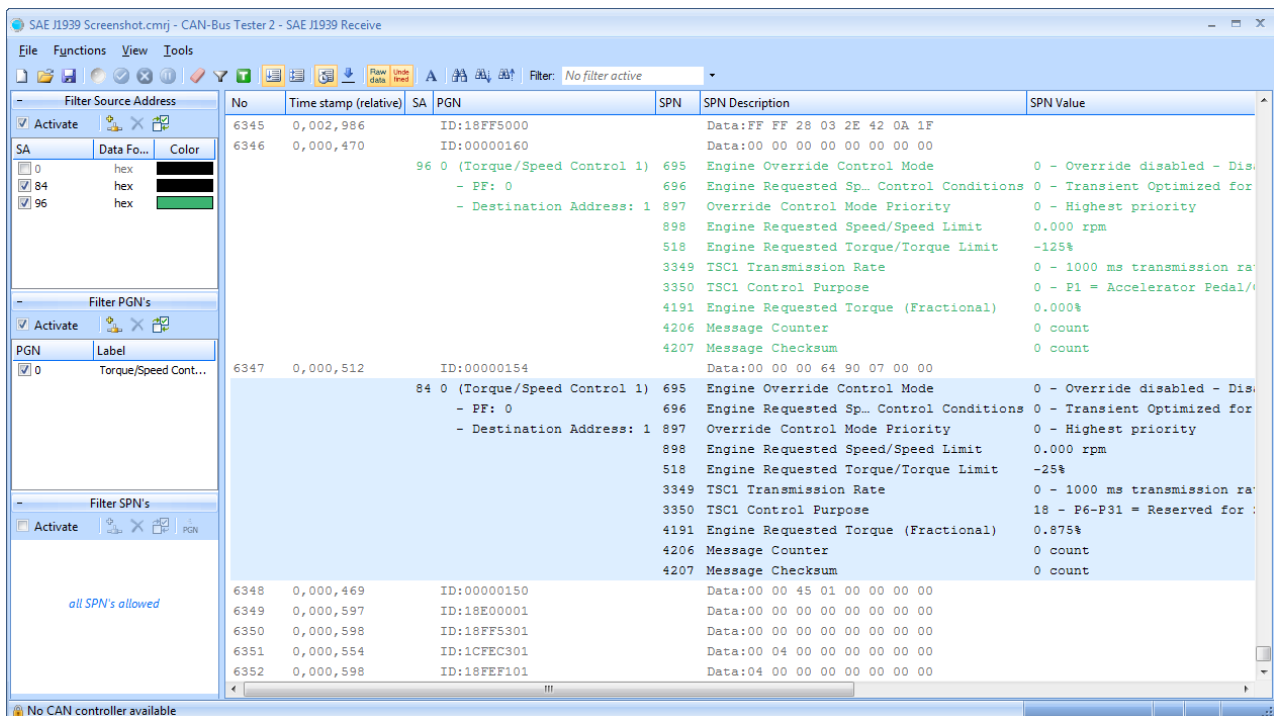 SAE J1939 Screenshot.cmrj - CAN-Bus Tester 2 - SAE J1939 Receive
File Functions View Tools
Raw data Unde fined A Filter: No filter active
Filter Source Address
Activate
SA Data Fo... Color
0 hex
84 hex
96 hex
Filter PGN's
Activate
PGN Label
0 Torque/Speed Cont...
Filter SPN's
Activate PGN
all SPN's allowed
No Time stamp (relative) SA PGN SPN SPN Description SPN Value
6345 0,002,986 ID:18FF5000 Data:FF FF 28 03 2E 42 0A 1F
6346 0,000,470 ID:00000160 Data:00 00 00 00 00 00 00 00
96 0 (Torque/Speed Control 1) 695 Engine Override Control Mode 0 - Override disabled - Dis
- PF: 0 696 Engine Requested Sp… Control Conditions 0 - Transient Optimized for
- Destination Address: 1 897 Override Control Mode Priority 0 - Highest priority
898 Engine Requested Speed/Speed Limit 0.000 rpm
518 Engine Requested Torque/Torque Limit -125%
3349 TSC1 Transmission Rate 0 - 1000 ms transmission ra
3350 TSC1 Control Purpose 0 - P1 = Accelerator Pedal/
4191 Engine Requested Torque (Fractional) 0.000%
4206 Message Counter 0 count
4207 Message Checksum 0 count
6347 0,000,512 ID:00000154 Data:00 00 00 64 90 07 00 00
84 0 (Torque/Speed Control 1) 695 Engine Override Control Mode 0 - Override disabled - Dis
- PF: 0 696 Engine Requested Sp… Control Conditions 0 - Transient Optimized for
- Destination Address: 1 897 Override Control Mode Priority 0 - Highest priority
898 Engine Requested Speed/Speed Limit 0.000 rpm
518 Engine Requested Torque/Torque Limit -25%
3349 TSC1 Transmission Rate 0 - 1000 ms transmission ra
3350 TSC1 Control Purpose 18 - P6-P31 = Reserved for
4191 Engine Requested Torque (Fractional) 0.875%
4206 Message Counter 0 count
4207 Message Checksum 0 count
6348 0,000,469 ID:00000150 Data:00 00 45 01 00 00 00 00
6349 0,000,597 ID:18E00001 Data:00 00 00 00 00 00 00 00
6350 0,000,598 ID:18FF5301 Data:00 00 00 00 00 00 00 00
6351 0,000,554 ID:1CFEC301 Data:00 04 00 00 00 00 00 00
6352 0,000,598 ID:18FEF101 Data:04 00 00 00 00 00 00 00
No CAN controller available